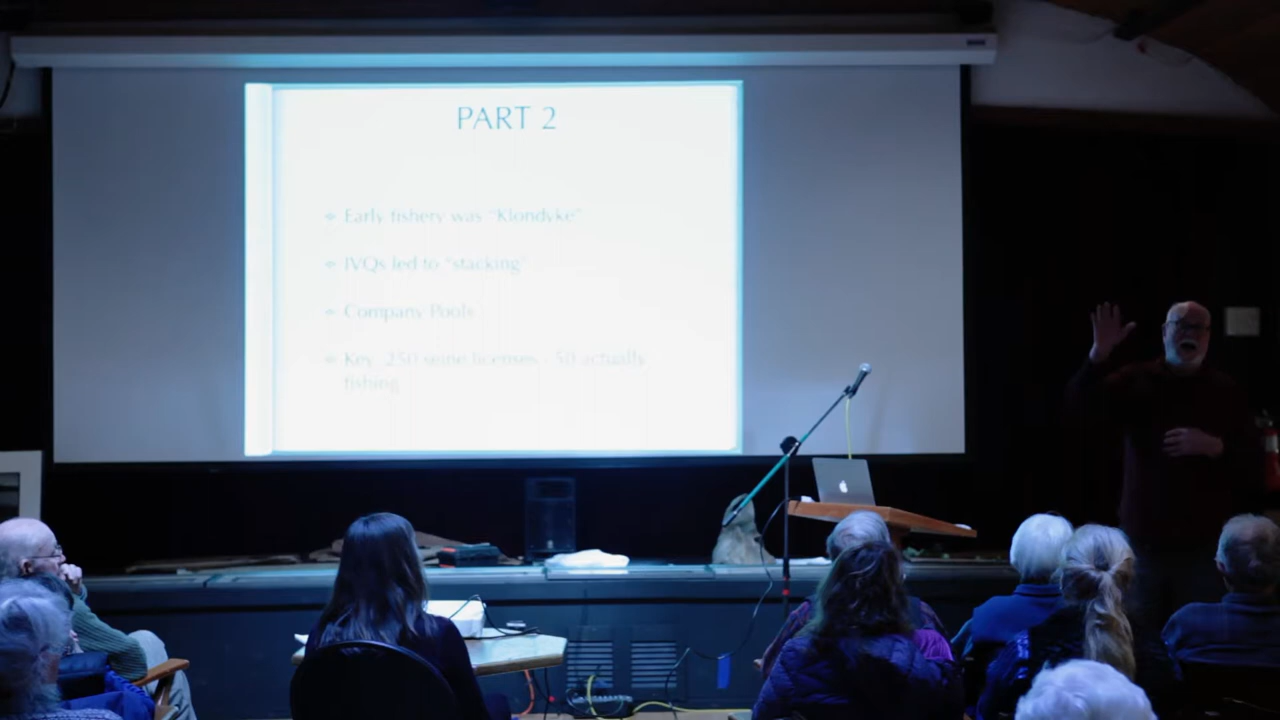 PART 2
Early fishery was "Klondyke"
IVQs led to "stacking"
Company Pools
Key 250 seine licenses - 50 actually
fishing